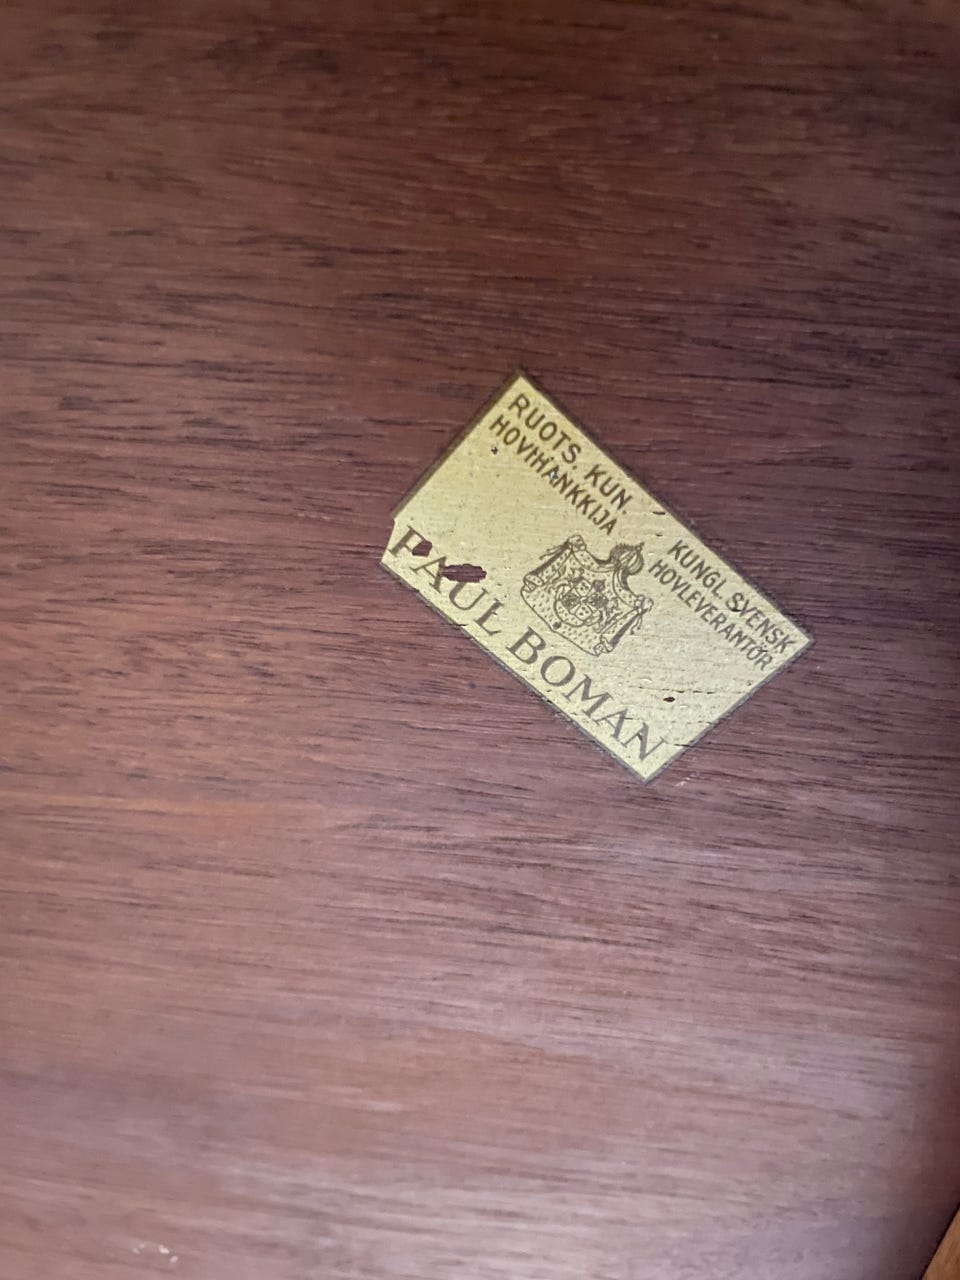 RUOTS. KUN.
HOVIHANKKIJA
KUNGL. SVENSK
HOVLEVERANTÖR
PAUL BOMAN